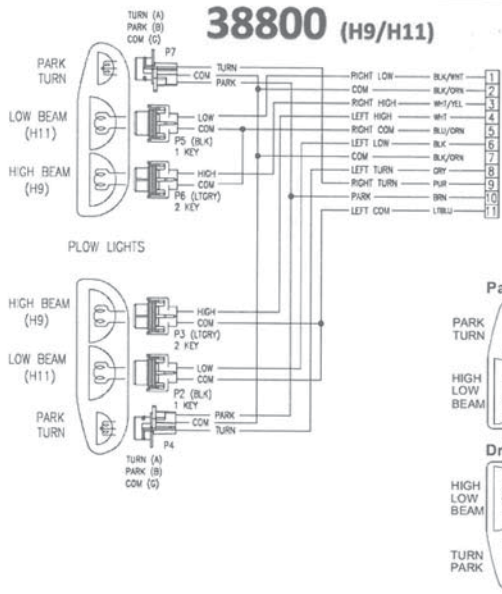 38800 (H9/H11)
TURN (A)
PARK (B)
COM (G)
P7
PARK
TURN
TURN
COM
PARK
LOW BEAM
(H11)
LOW
COM
P5 (BLK)
1 KEY
HIGH BEAM
(H9)
HIGH
COM
P6 (LTGRY)
2 KEY
RIGHT LOW BLK/WHT 1
COM BLK/ORN 2
RIGHT HIGH WHT/YEL 3
LEFT HIGH WHT 4
RIGHT COM BLU/ORN 5
LEFT LOW BLK 6
COM BLK/ORN 7
LEFT TURN GRY 8
RIGHT TURN PUR 9
PARK BRN 10
LEFT COM LTBLU 11
PLOW LIGHTS
HIGH BEAM
(H9)
HIGH
COM
P3 (LTGRY)
2 KEY
LOW BEAM
(H11)
LOW
COM
P2 (BLK)
1 KEY
PARK
TURN
PARK
COM
TURN
P4
TURN (A)
PARK (B)
COM (G)
Pa
PARK
TURN
HIGH
LOW
BEAM
Dr
HIGH
LOW
BEAM
TURN
PARK